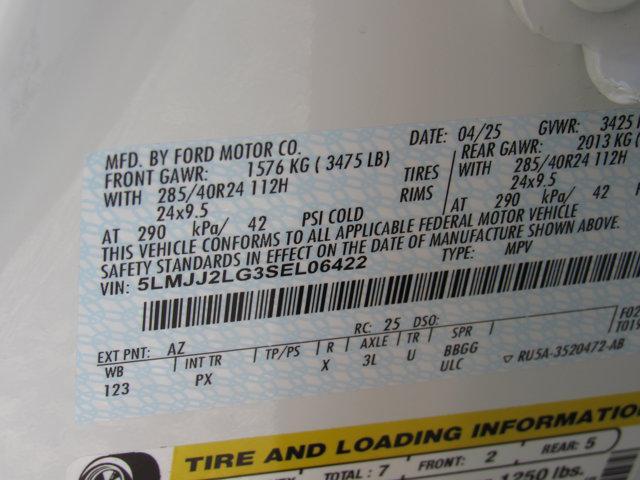 MFD. BY FORD MOTOR CO.
DATE: 04/25 GVWR: 3425
FRONT GAWR: 1576 KG ( 3475 LB)
REAR GAWR: 2013 KG
WITH 285/40R24 112H TIRES WITH 285/40R24 112H
24x9.5 RIMS 24x9.5
AT 290 kPa/ 42 PSI COLD AT 290 kPa/ 42
THIS VEHICLE CONFORMS TO ALL APPLICABLE FEDERAL MOTOR VEHICLE
SAFETY STANDARDS IN EFFECT ON THE DATE OF MANUFACTURE SHOWN ABOVE.
VIN: 5LMJJ2LG3SEL06422 TYPE: MPV
EXT PNT: AZ RC: 25 DSO:
WB INT TR TP/PS R AXLE TR SPR
123 PX X 3L U BBGG
ULC
RU5A-3520472-AB
TIRE AND LOADING INFORMATION
TOTAL : 7 FRONT: 2 REAR: 5
1250 lbs.